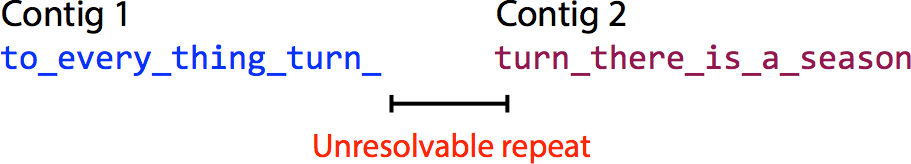 Contig 1
Contig 2
to_every_thing_turn_
turn_there_is_a_season
Unresolvable repeat